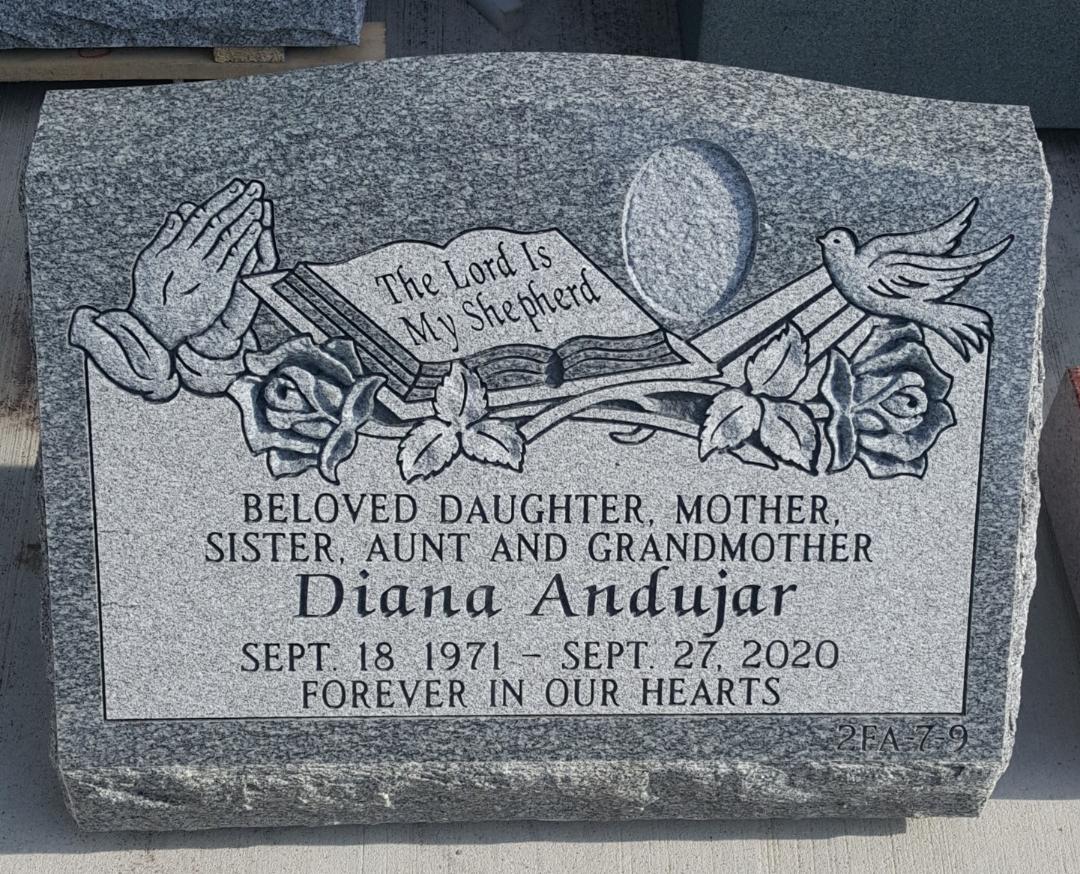 The Lord Is
My Shepherd
BELOVED DAUGHTER, MOTHER,
SISTER, AUNT AND GRANDMOTHER
Diana Andujar
SEPT. 18 1971 – SEPT. 27, 2020
FOREVER IN OUR HEARTS
2FA-7-9